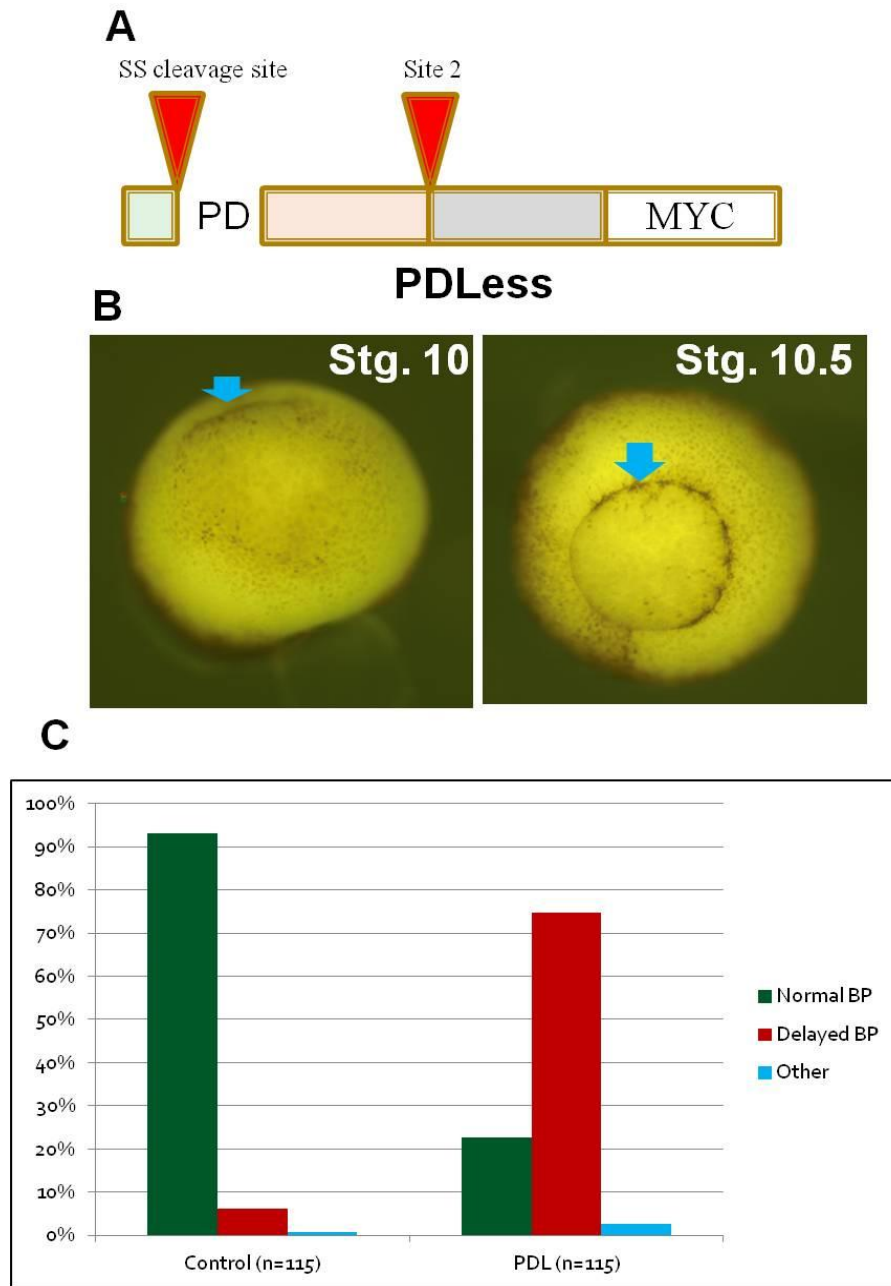 A
SS cleavage site
Site 2
PD
MYC
PDLess
B
Stg. 10
Stg. 10.5
C
100%
90%
80%
70%
60%
50%
40%
30%
20%
10%
0%
Control (n=115)
PDL (n=115)
Normal BP
Delayed BP
Other